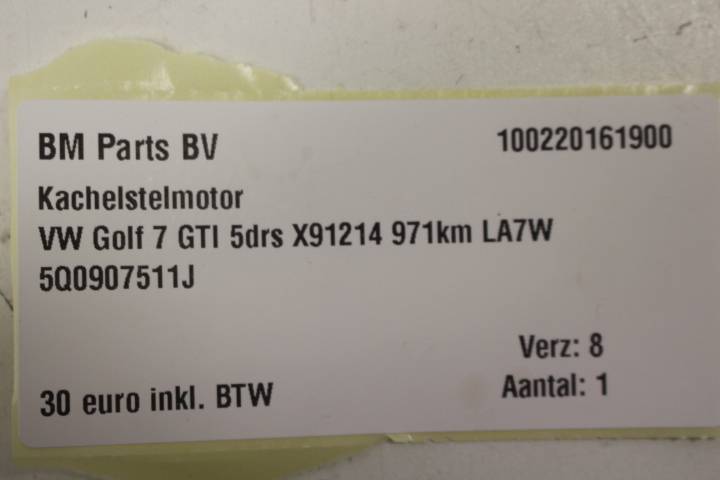 BM Parts BV 100220161900
Kachelstelmotor
VW Golf 7 GTI 5drs X91214 971km LA7W
5Q0907511J
Verz: 8
30 euro inkl. BTW Aantal: 1